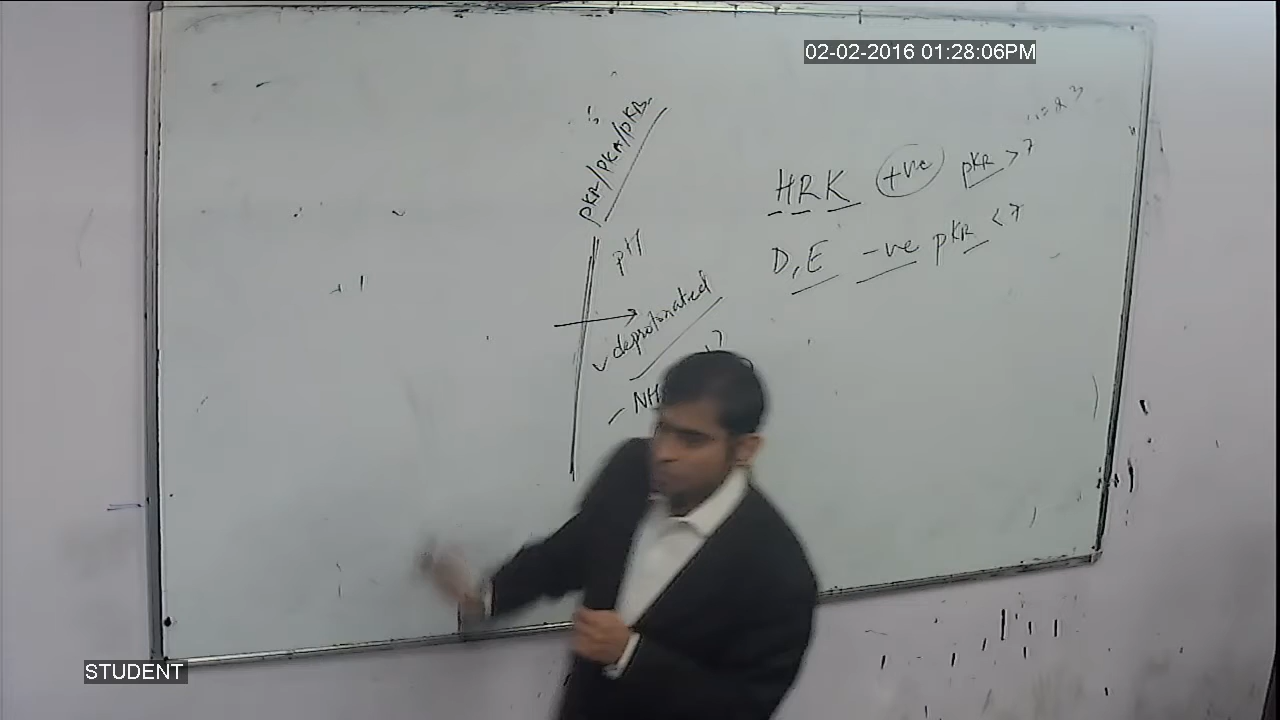 02-02-2016 01:28:06PM
pKR/pKA/pKB
pH
deprotonated
NH
HRK +ve pKR > 7
D, E -ve pKR < 7
STUDENT